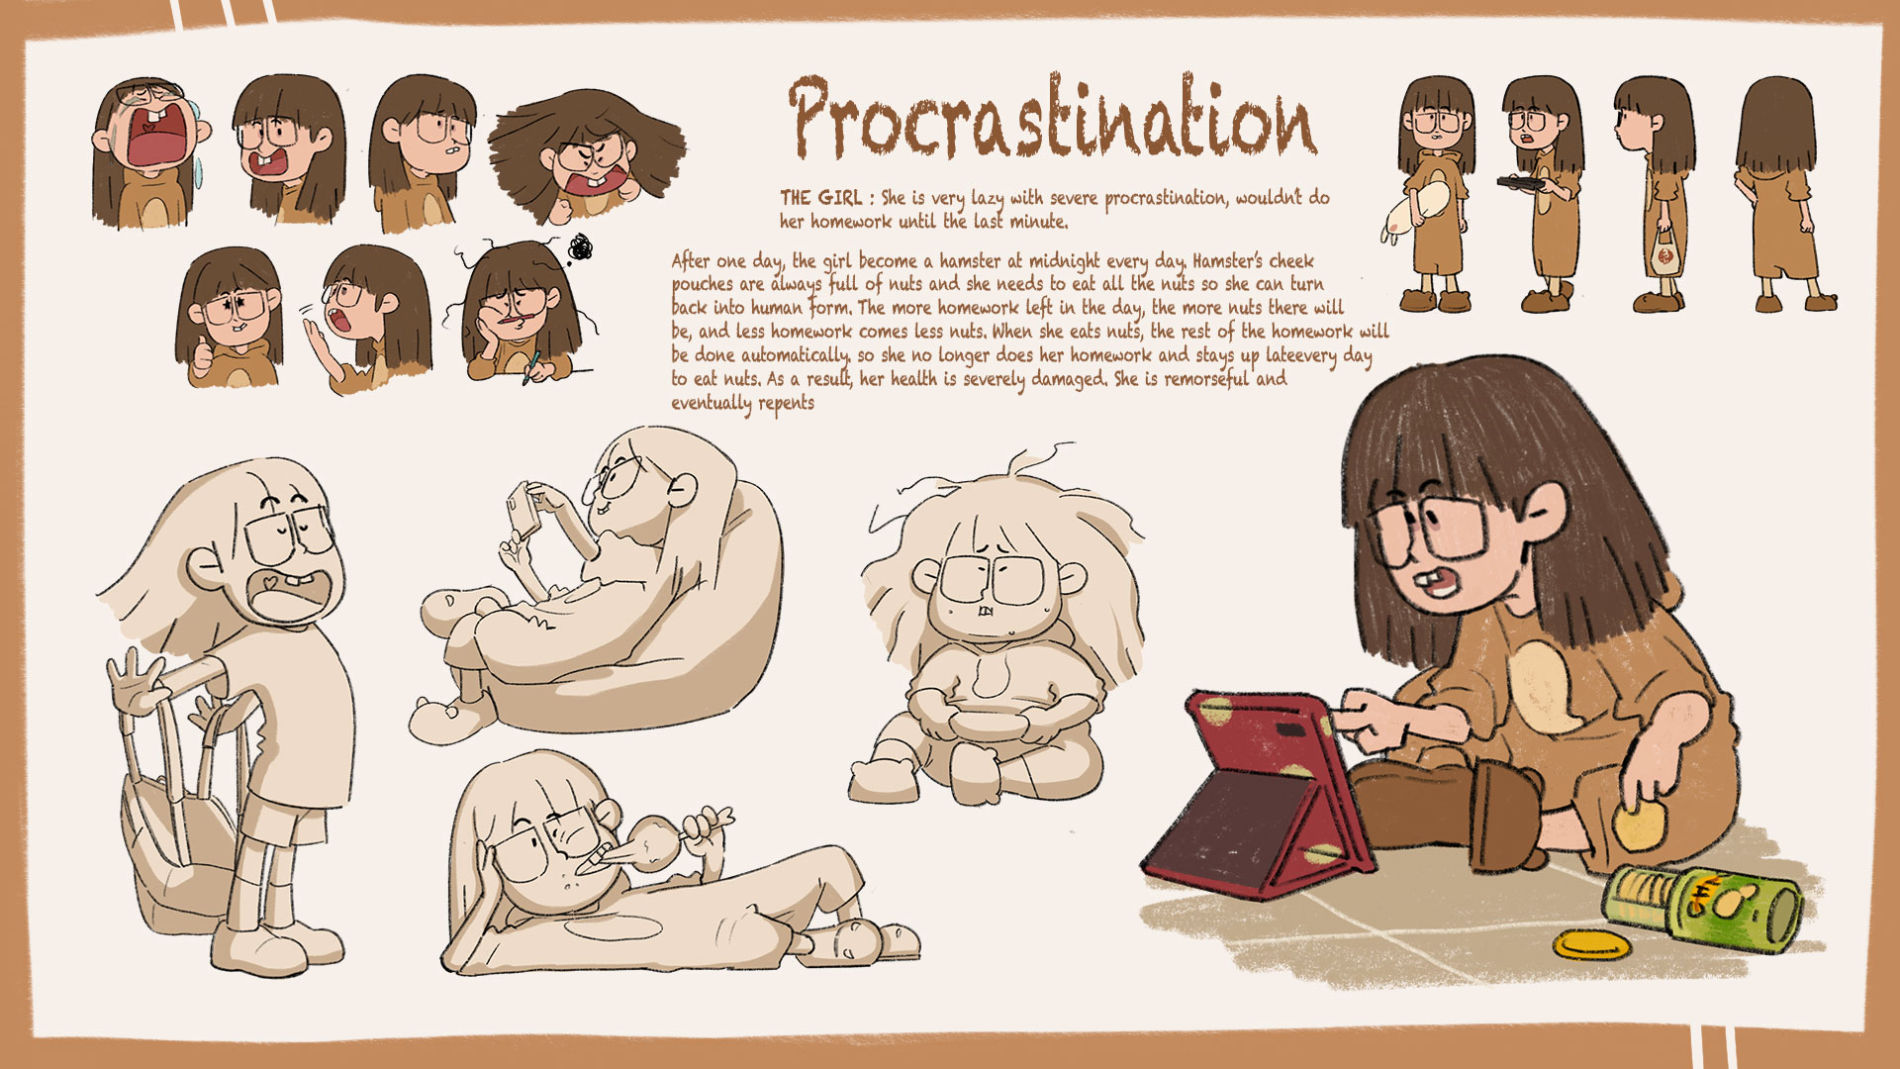 Procrastination
THE GIRL : She is very lazy with severe procrastination, wouldn't do
her homework until the last minute.
After one day, the girl become a hamster at midnight every day. Hamster's cheek
pouches are always full of nuts and she needs to eat all the nuts so she can turn
back into human form. The more homework left in the day, the more nuts there will
be, and less homework comes less nuts. When she eats nuts, the rest of the homework will
be done automatically. so she no longer does her homework and stays up lateevery day
to eat nuts. As a result, her health is severely damaged. She is remorseful and
eventually repents